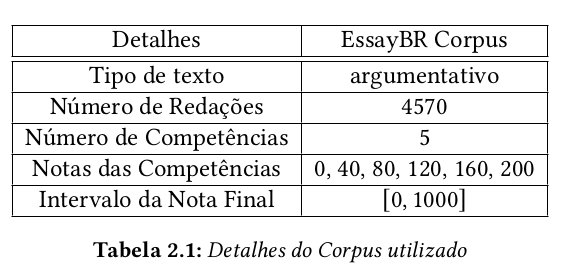 Detalhes EssayBR Corpus
Tipo de texto argumentativo
Número de Redações 4570
Número de Competências 5
Notas das Competências 0, 40, 80, 120, 160, 200
Intervalo da Nota Final [0, 1000]
Tabela 2.1: Detalhes do Corpus utilizado